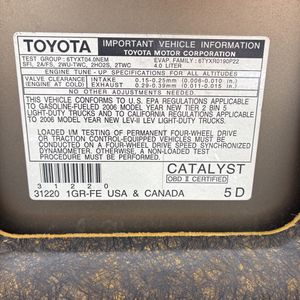 TOYOTA
IMPORTANT VEHICLE INFORMATION
TOYOTA MOTOR CORPORATION
TEST GROUP: 6TYXT04.0NEM EVAP. FAMILY: 6TYXR0190P22
SFI, 2A/FS, 2WU-TWC, 2HO2S, 2TWC 4.0 LITER
ENGINE TUNE UP SPECIFICATIONS FOR ALL ALTITUDES
VALVE CLEARANCE INTAKE 0.15-0.25mm (0.006-0.010 in.)
(ENGINE AT COLD) EXHAUST 0.29-0.39mm (0.011-0.015 in.)
NO OTHER ADJUSTMENTS NEEDED.
THIS VEHICLE CONFORMS TO U.S. EPA REGULATIONS APPLICABLE
TO GASOLINE-FUELED 2006 MODEL YEAR NEW TIER 2 BIN 5
LIGHT-DUTY TRUCKS AND TO CALIFORNIA REGULATIONS APPLICABLE
TO 2006 MODEL YEAR NEW LEV-II LEV LIGHT-DUTY TRUCKS.
LOADED I/M TESTING OF PERMANENT FOUR-WHEEL DRIVE
OR TRACTION CONTROL-EQUIPPED VEHICLES MUST BE
CONDUCTED ON A FOUR-WHEEL DRIVE SPEED SYNCHRONIZED
DYNAMOMETER. OTHERWISE, A NON-LOADED TEST
MUST BE PERFORMED.
CATALYST
OBD II CERTIFIED
31220
31220 1GR-FE USA & CANADA 5D